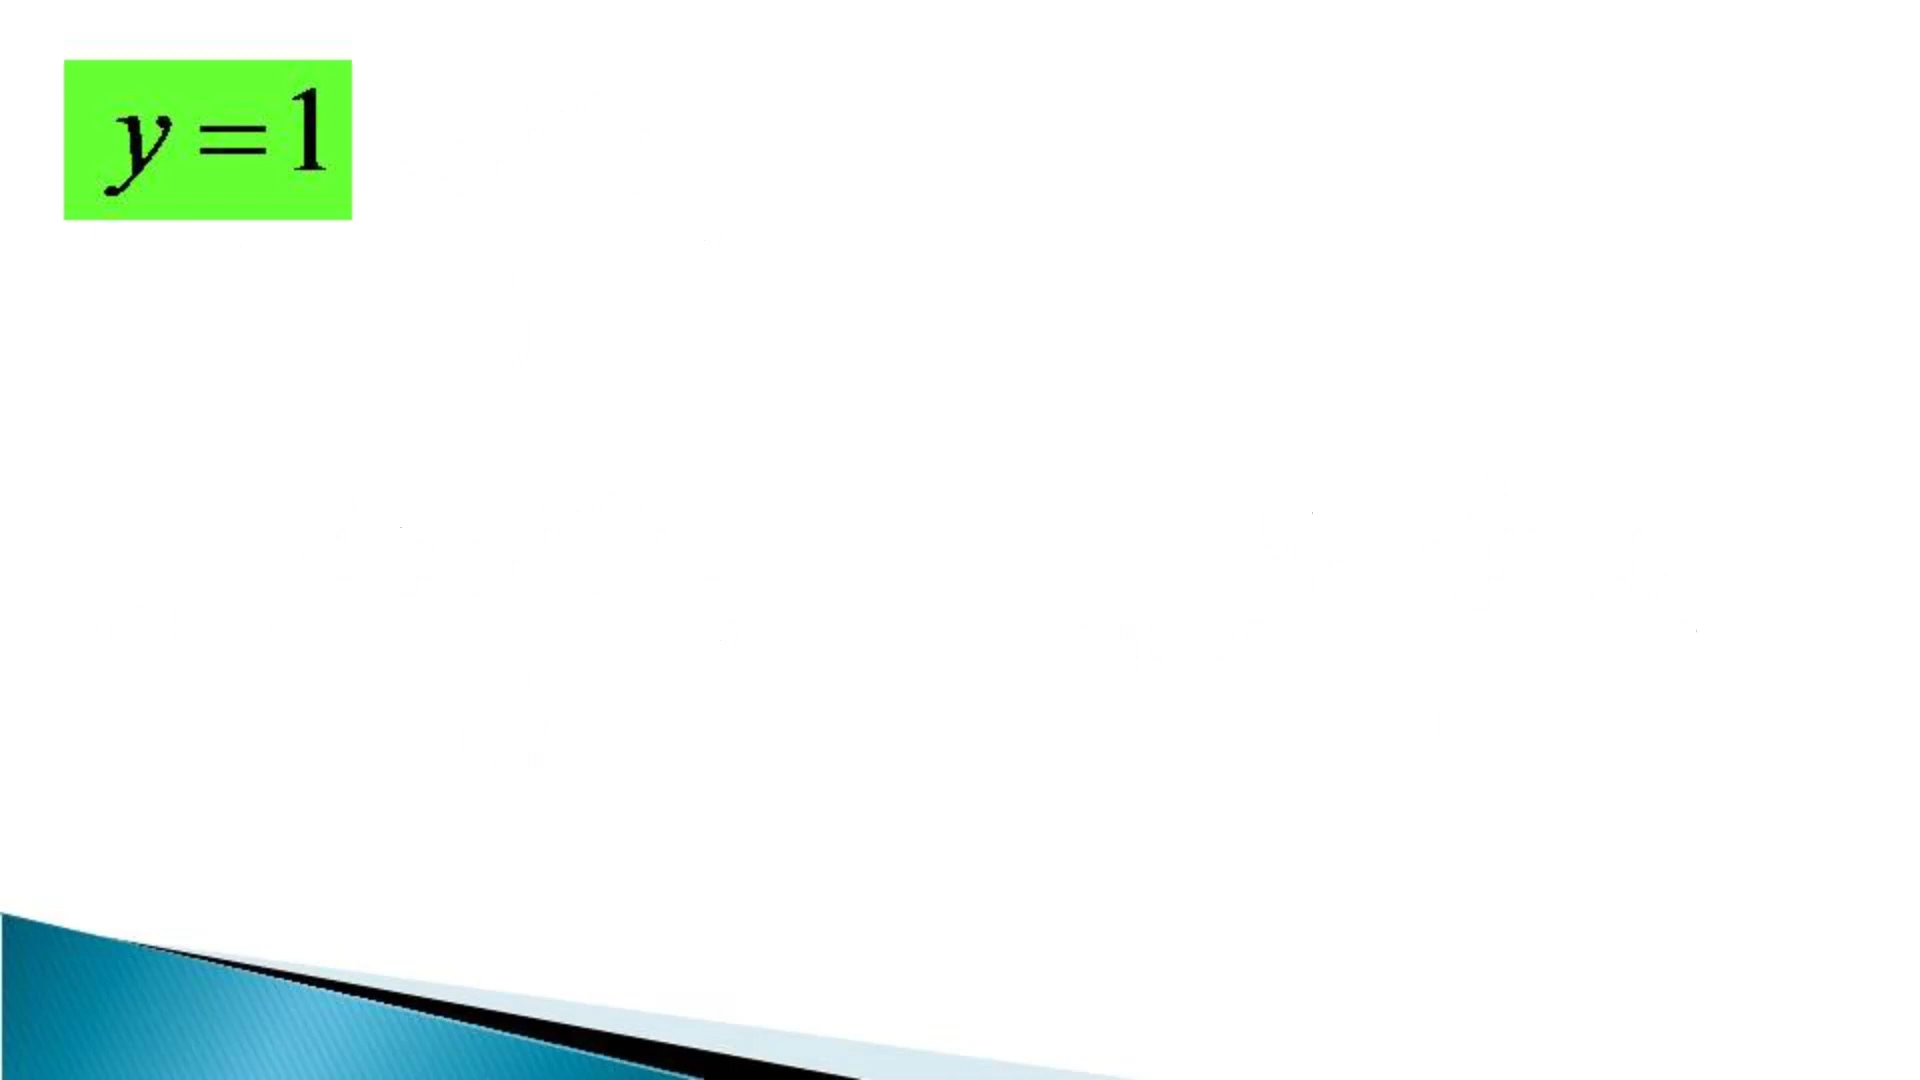 y = 1